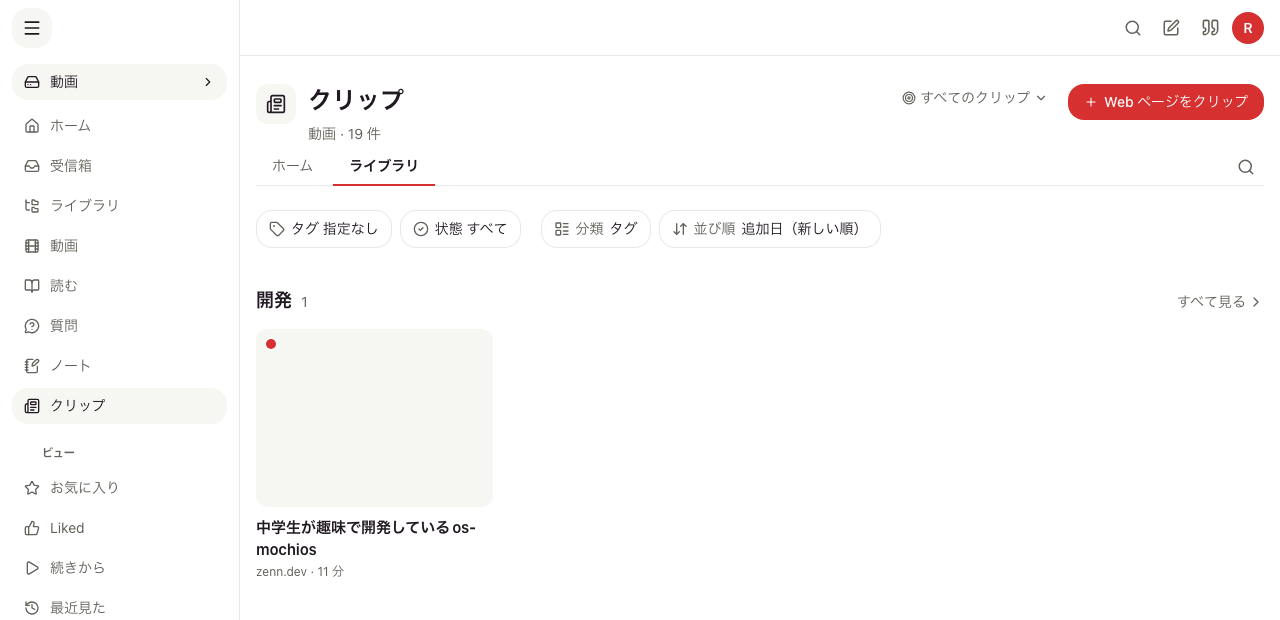 R
動画
ホーム
受信箱
ライブラリ
動画
読む
質問
ノート
クリップ
ビュー
お気に入り
Liked
続きから
最近見た
クリップ
動画 · 19 件
すべてのクリップ
Web ページをクリップ
ホーム
ライブラリ
タグ 指定なし
状態 すべて
分類 タグ
並び順 追加日（新しい順）
開発 1
すべて見る
中学生が趣味で開発しているos-
mochios
zenn.dev · 11 分